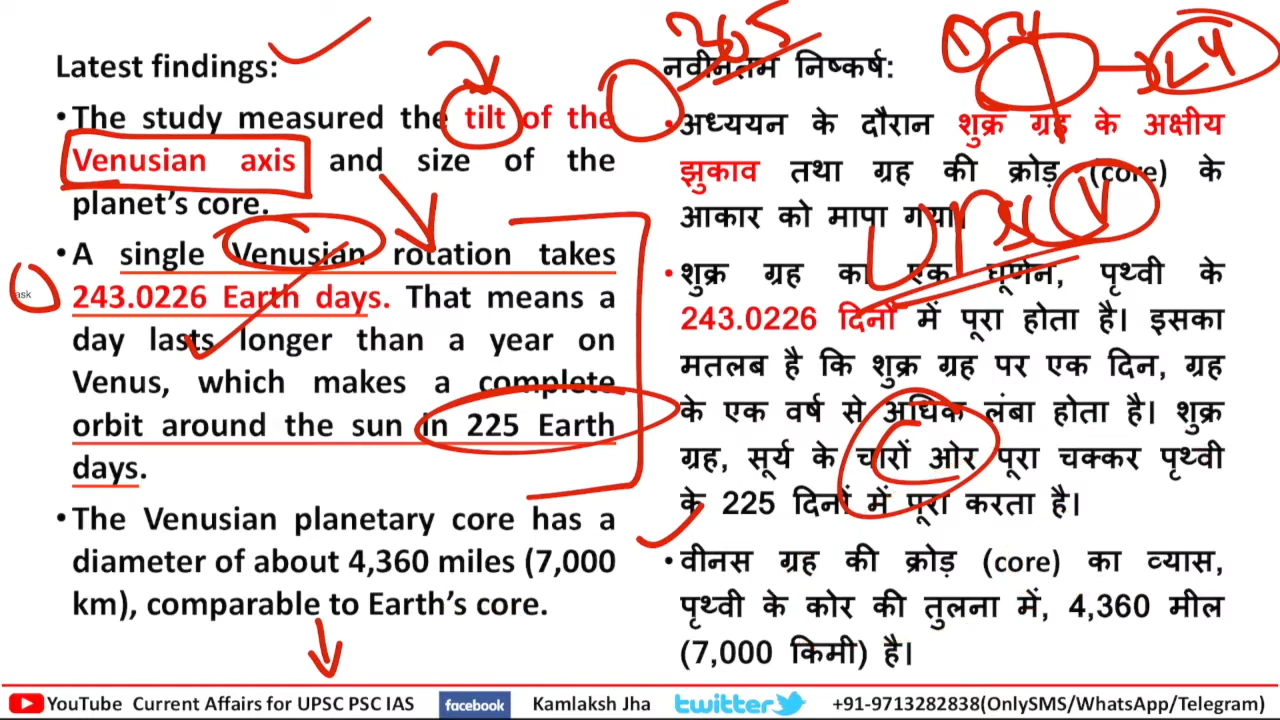 Latest findings:
•The study measured the tilt of the
Venusian axis and size of the
planet's core.
•A single Venusian rotation takes
243.0226 Earth days. That means a
day lasts longer than a year on
Venus, which makes a complete
orbit around the sun in 225 Earth
days.
•The Venusian planetary core has a
diameter of about 4,360 miles (7,000
km), comparable to Earth's core.
365
नवीनतम निष्कर्ष:
•अध्ययन के दौरान शुक्र ग्रह के अक्षीय
झुकाव तथा ग्रह की क्रोड़ (core) के
आकार को मापा गया।
•शुक्र ग्रह का एक घूर्णन, पृथ्वी के
243.0226 दिनों में पूरा होता है। इसका
मतलब है कि शुक्र ग्रह पर एक दिन, ग्रह
के एक वर्ष से अधिक लंबा होता है। शुक्र
ग्रह, सूर्य के चारों ओर पूरा चक्कर पृथ्वी
के 225 दिनों में पूरा करता है।
•वीनस ग्रह की क्रोड़ (core) का व्यास,
पृथ्वी के कोर की तुलना में, 4,360 मील
(7,000 किमी) है।
YouTube Current Affairs for UPSC PSC IAS facebook Kamlaksh Jha twitter +91-9713282838(OnlySMS/WhatsApp/Telegram)